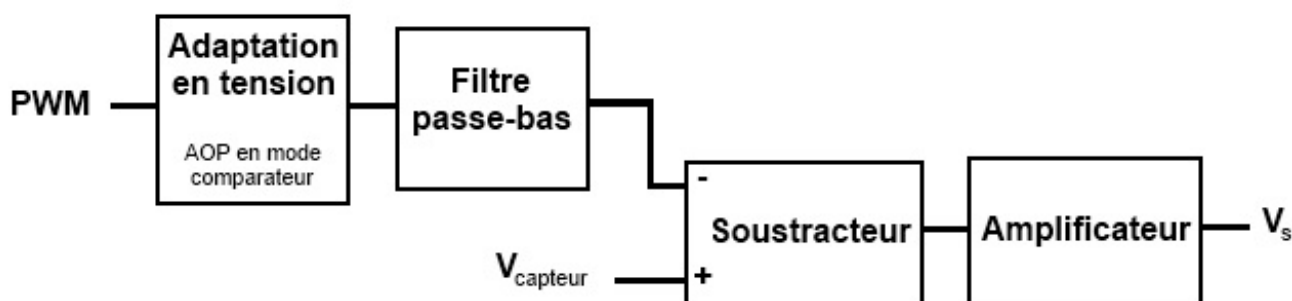 Adaptation
en tension
PWM
AOP en mode
comparateur
Filtre
passe-bas
-
Soustracteur
Amplificateur
Vs
Vcapteur
+